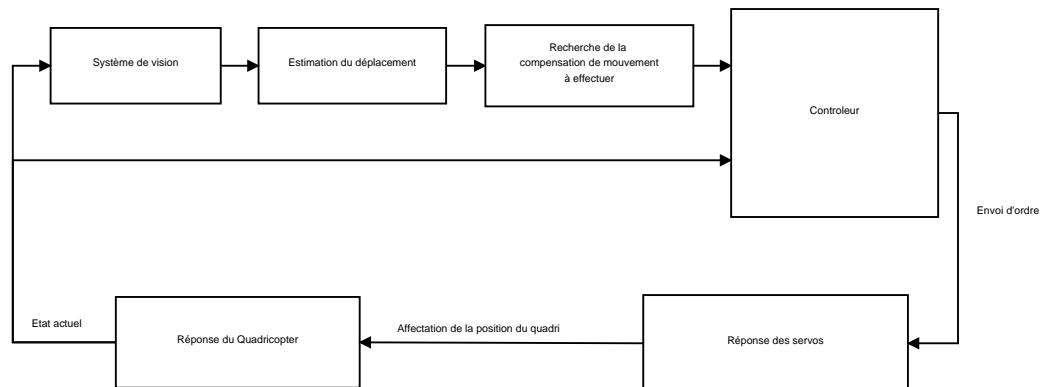 Système de vision
Estimation du déplacement
Recherche de la
compensation de mouvement
à effectuer
Controleur
Envoi d'ordre
Etat actuel
Réponse du Quadricopter
Affectation de la position du quadri
Réponse des servos